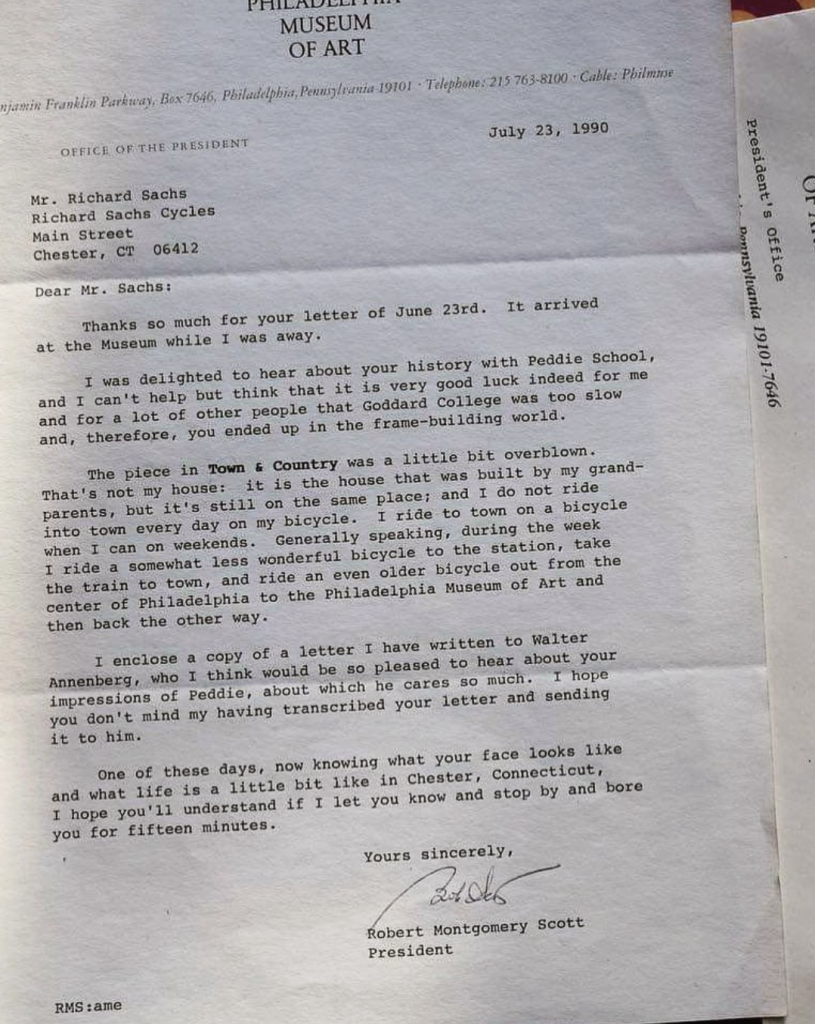 PHILADELPHIA
MUSEUM
OF ART
njamin Franklin Parkway, Box 7646, Philadelphia, Pennsylvania 19101 · Telephone: 215 763-8100 · Cable: Philmuse
OFFICE OF THE PRESIDENT
July 23, 1990
Mr. Richard Sachs
Richard Sachs Cycles
Main Street
Chester, CT 06412
Dear Mr. Sachs:
Thanks so much for your letter of June 23rd. It arrived
at the Museum while I was away.
I was delighted to hear about your history with Peddie School,
and I can't help but think that it is very good luck indeed for me
and for a lot of other people that Goddard College was too slow
and, therefore, you ended up in the frame-building world.
The piece in Town & Country was a little bit overblown.
That's not my house: it is the house that was built by my grand-
parents, but it's still on the same place; and I do not ride
into town every day on my bicycle. I ride to town on a bicycle
when I can on weekends. Generally speaking, during the week
I ride a somewhat less wonderful bicycle to the station, take
the train to town, and ride an even older bicycle out from the
center of Philadelphia to the Philadelphia Museum of Art and
then back the other way.
I enclose a copy of a letter I have written to Walter
Annenberg, who I think would be so pleased to hear about your
impressions of Peddie, about which he cares so much. I hope
you don't mind my having transcribed your letter and sending
it to him.
One of these days, now knowing what your face looks like
and what life is a little bit like in Chester, Connecticut,
I hope you'll understand if I let you know and stop by and bore
you for fifteen minutes.
Yours sincerely,
Robert Montgomery Scott
President
RMS:ame
President's Office
Pennsylvania 19101-7646